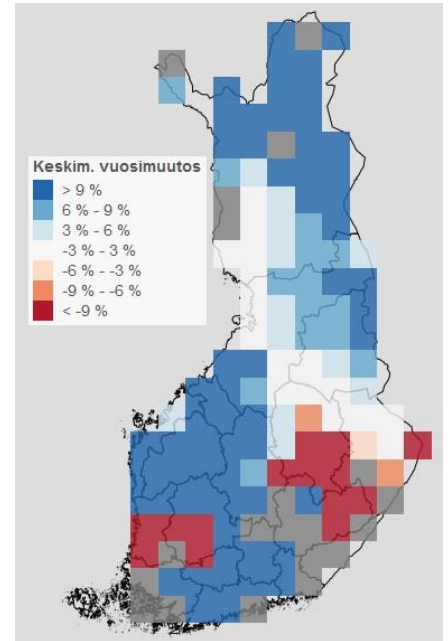 Keskim. vuosimuutos
> 9 %
6 % - 9 %
3 % - 6 %
-3 % - 3 %
-6 % - -3 %
-9 % - -6 %
< -9 %